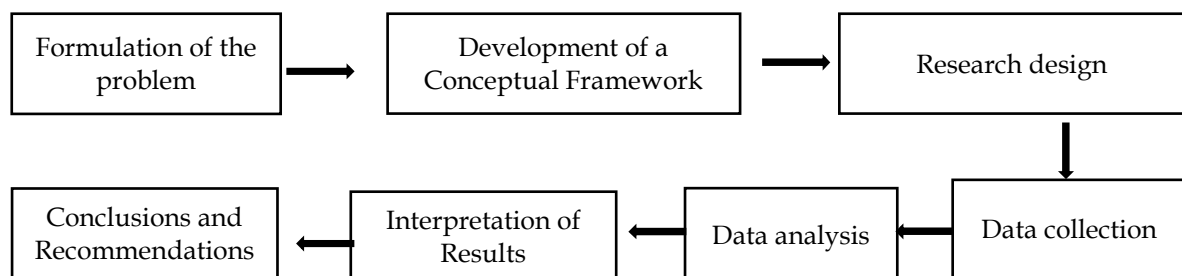 Formulation of the
problem
Development of a
Conceptual Framework
Research design
Data collection
Data analysis
Interpretation of
Results
Conclusions and
Recommendations